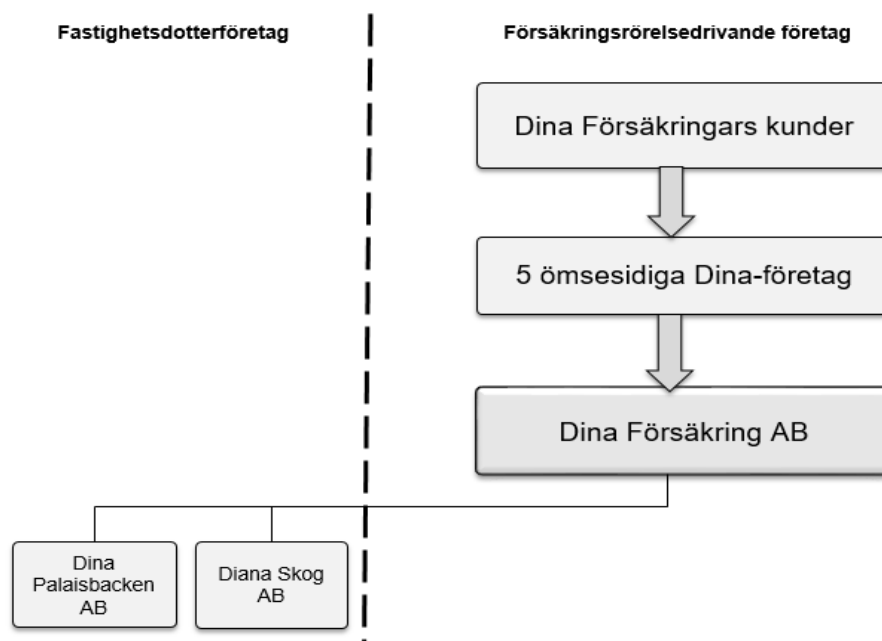 Fastighetsdotterföretag
Försäkringsrörelsedrivande företag
Dina Försäkringars kunder
5 ömsesidiga Dina-företag
Dina Försäkring AB
Dina
Palaisbacken
AB
Diana Skog
AB